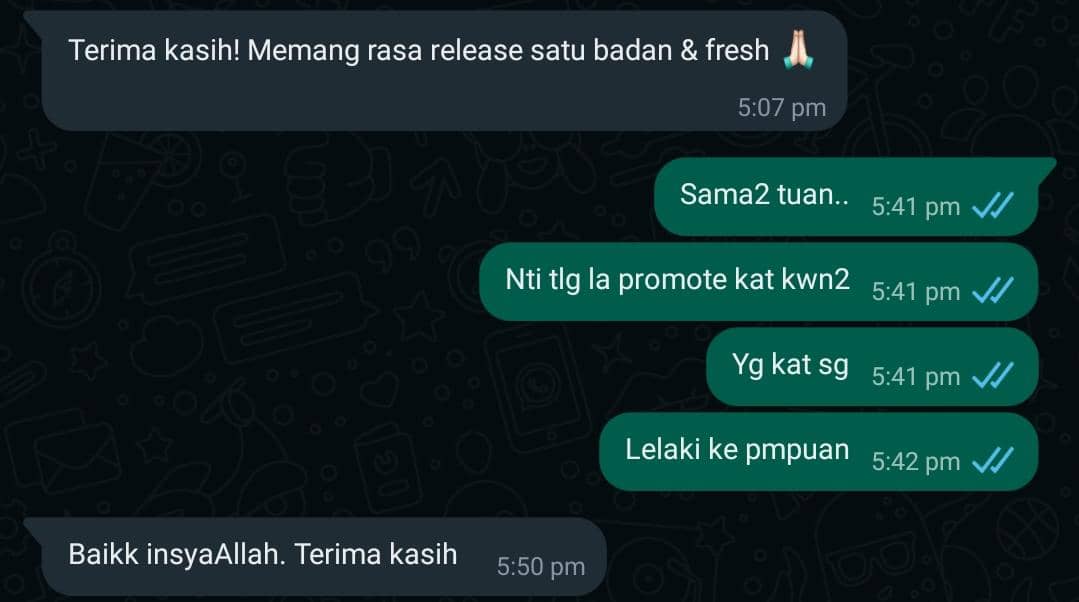 Terima kasih! Memang rasa release satu badan & fresh 🙏🏻
5:07 pm
Sama2 tuan.. 5:41 pm
Nti tlg la promote kat kwn2 5:41 pm
Yg kat sg 5:41 pm
Lelaki ke pmpuan 5:42 pm
Baikk insyaAllah. Terima kasih 5:50 pm